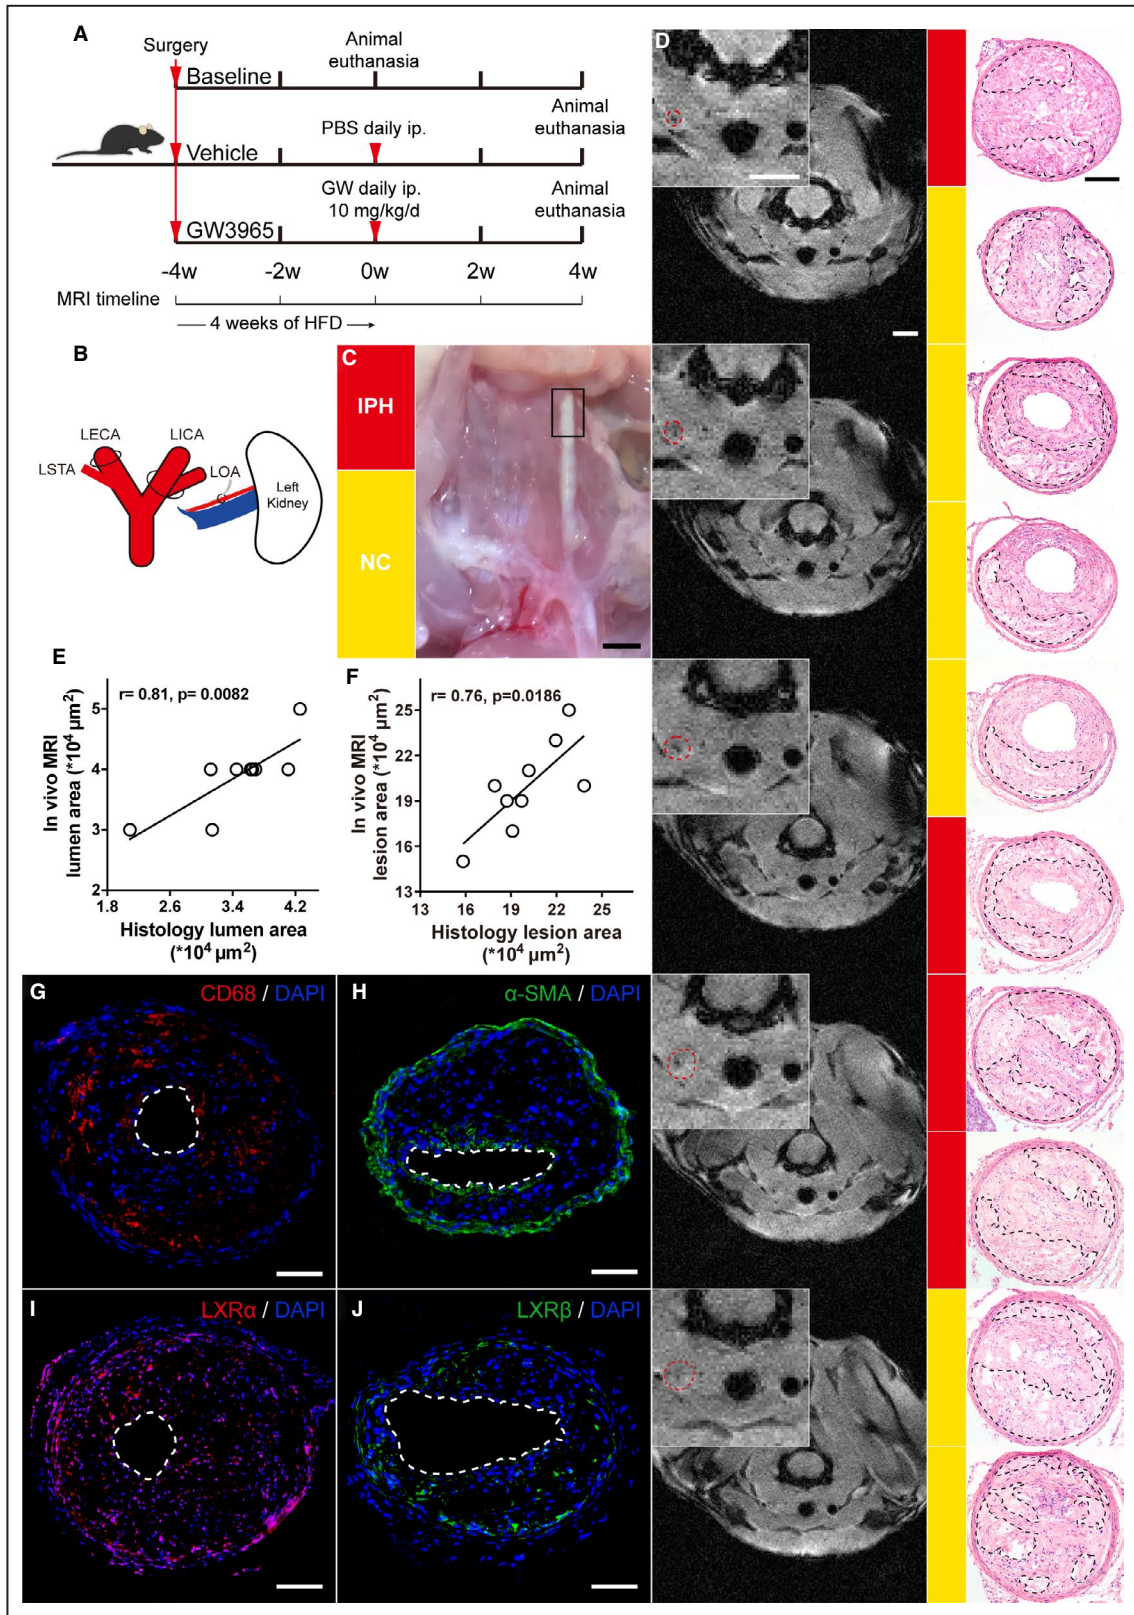 A
Surgery
Animal
euthanasia
Baseline
Animal
euthanasia
PBS daily ip.
Vehicle
GW daily ip.
10 mg/kg/d
Animal
euthanasia
GW3965
-4w -2w 0w 2w 4w
MRI timeline
4 weeks of HFD
B
LECA LICA
LSTA LOA
Left
Kidney
C
IPH
NC
D
E
r= 0.81, p= 0.0082
In vivo MRI
lumen area (*10⁴ µm²)
5
4
3
2
1.8 2.6 3.4 4.2
Histology lumen area
(*10⁴ µm²)
F
r= 0.76, p=0.0186
In vivo MRI
lesion area (*10⁴ µm²)
25
22
19
16
13
13 16 19 22 25
Histology lesion area
(*10⁴ µm²)
G CD68 / DAPI
H α-SMA / DAPI
I LXRα / DAPI
J LXRβ / DAPI